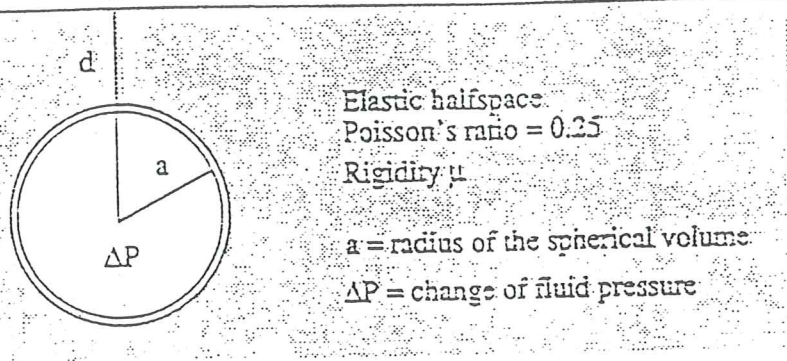 d
Elastic halfspace
Poisson's ratio = 0.25
a
Rigidity μ
a = radius of the spherical volume
ΔP
ΔP = change of fluid pressure